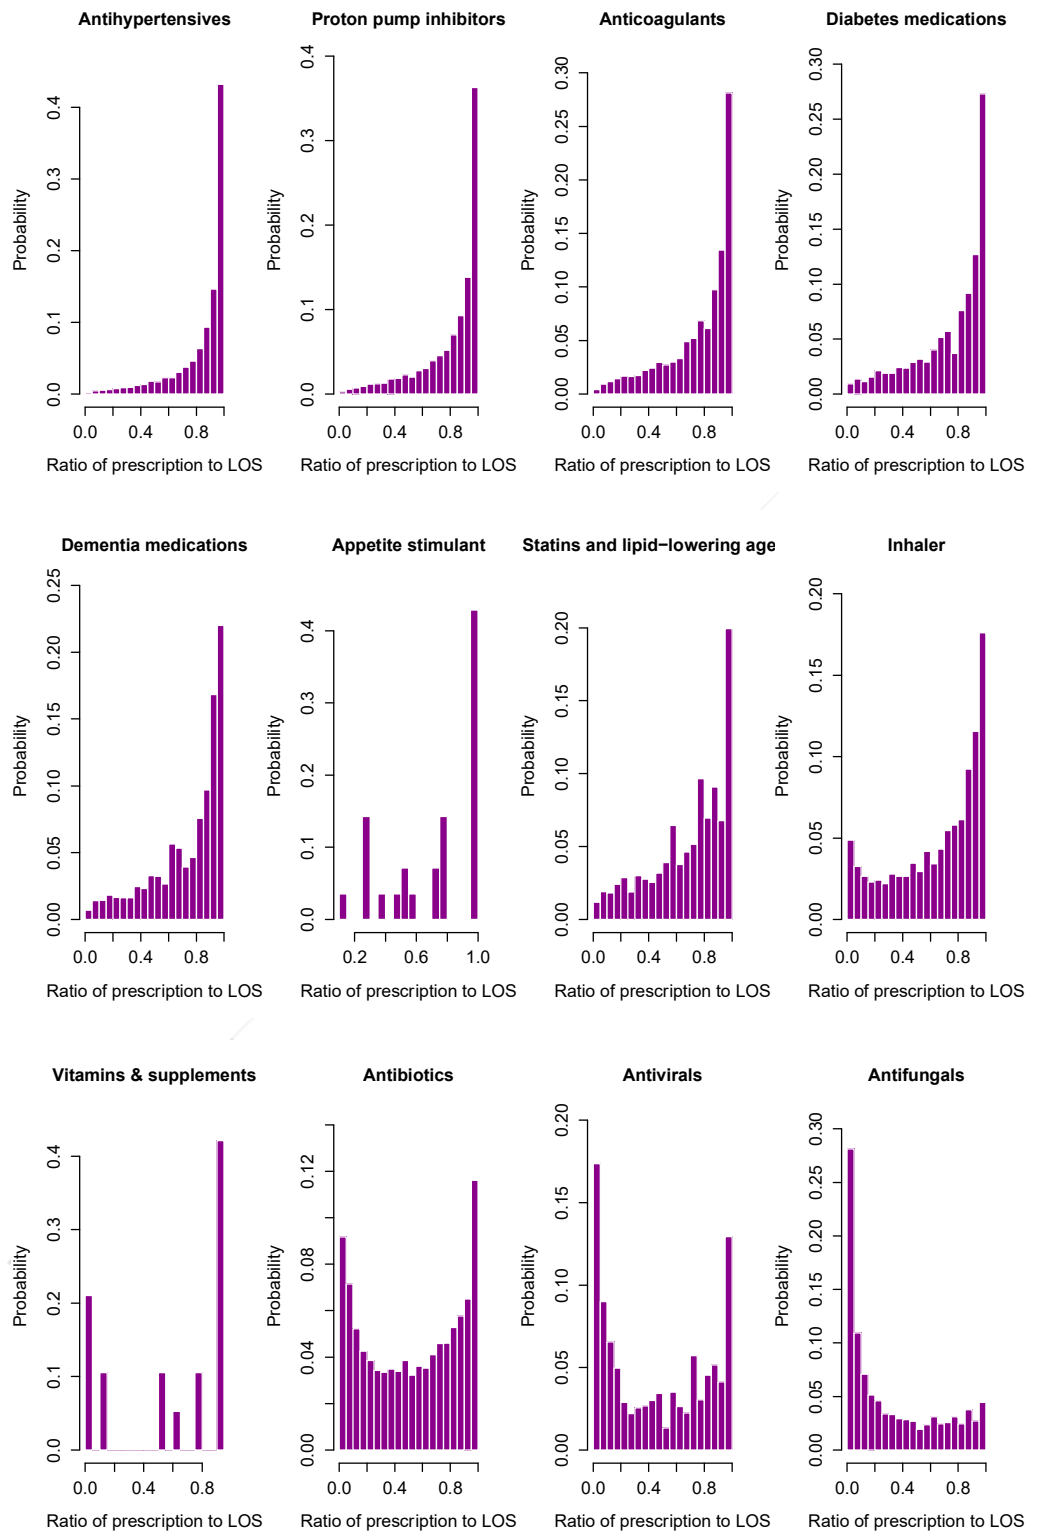 Antihypertensives
Proton pump inhibitors
Anticoagulants
Diabetes medications
Probability
0.0 0.1 0.2 0.3 0.4
0.0 0.4 0.8
Ratio of prescription to LOS
Probability
0.0 0.1 0.2 0.3 0.4
0.0 0.4 0.8
Ratio of prescription to LOS
Probability
0.00 0.05 0.10 0.15 0.20 0.25 0.30
0.0 0.4 0.8
Ratio of prescription to LOS
Probability
0.00 0.05 0.10 0.15 0.20 0.25 0.30
0.0 0.4 0.8
Ratio of prescription to LOS
Dementia medications
Appetite stimulant
Statins and lipid−lowering age
Inhaler
Probability
0.00 0.05 0.10 0.15 0.20 0.25
0.0 0.4 0.8
Ratio of prescription to LOS
Probability
0.0 0.1 0.2 0.3 0.4
0.2 0.6 1.0
Ratio of prescription to LOS
Probability
0.00 0.05 0.10 0.15 0.20
0.0 0.4 0.8
Ratio of prescription to LOS
Probability
0.00 0.05 0.10 0.15 0.20
0.0 0.4 0.8
Ratio of prescription to LOS
Vitamins & supplements
Antibiotics
Antivirals
Antifungals
Probability
0.0 0.1 0.2 0.3 0.4
0.0 0.4 0.8
Ratio of prescription to LOS
Probability
0.00 0.04 0.08 0.12
0.0 0.4 0.8
Ratio of prescription to LOS
Probability
0.00 0.05 0.10 0.15 0.20
0.0 0.4 0.8
Ratio of prescription to LOS
Probability
0.00 0.05 0.10 0.15 0.20 0.25 0.30
0.0 0.4 0.8
Ratio of prescription to LOS